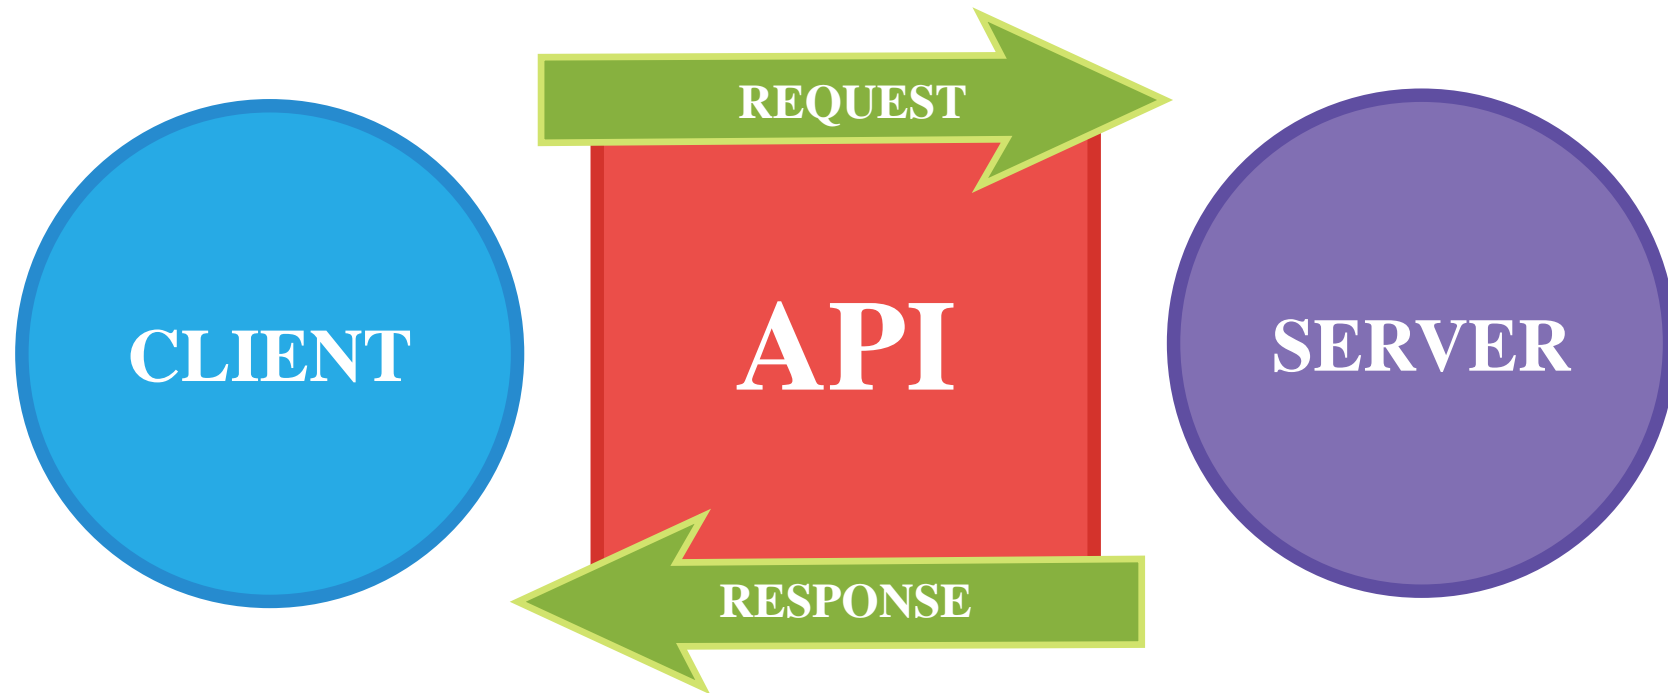 REQUEST
CLIENT
API
SERVER
RESPONSE